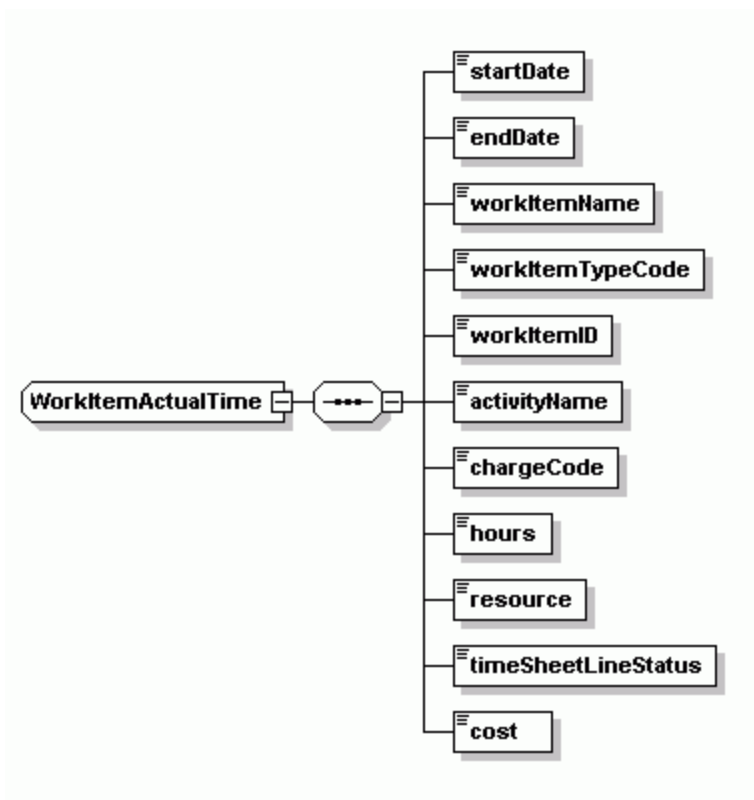 startDate
endDate
workItemName
workItemTypeCode
workItemID
WorkItemActualTime
activityName
chargeCode
hours
resource
timeSheetLineStatus
cost